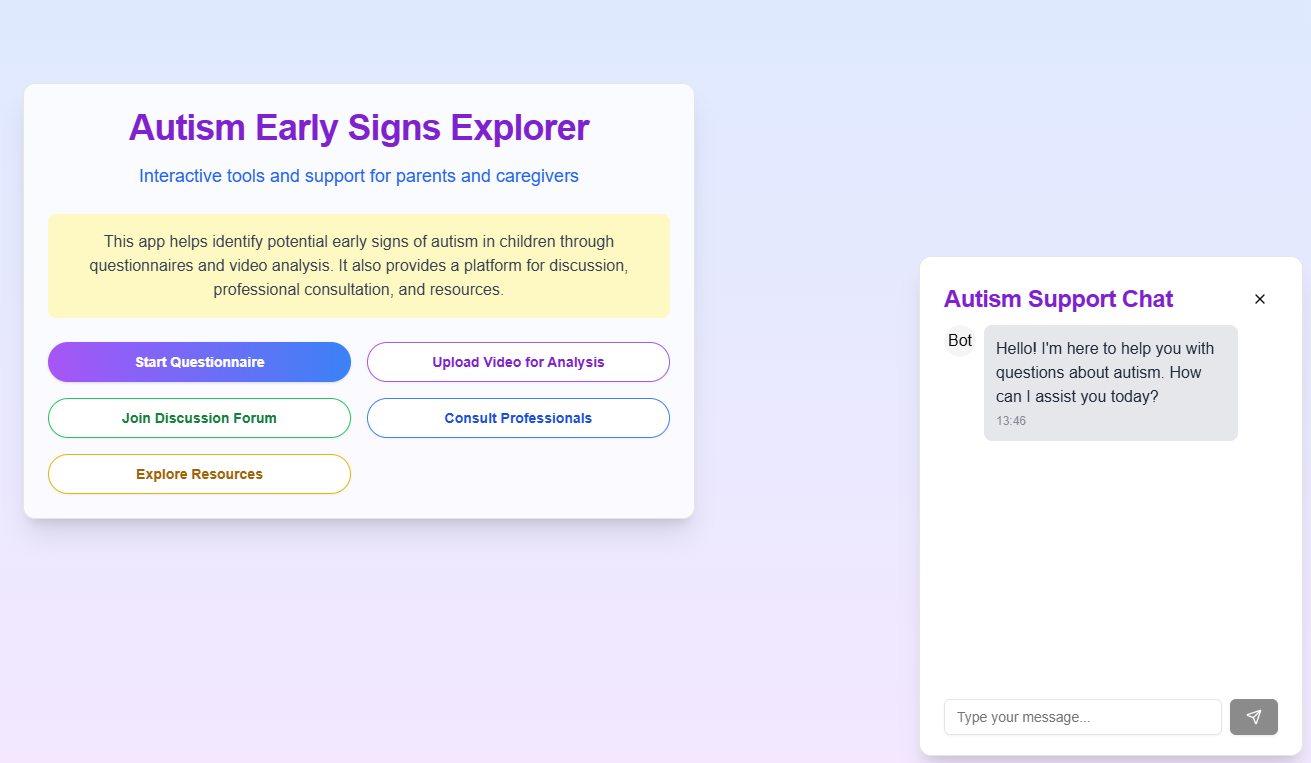 Autism Early Signs Explorer
Interactive tools and support for parents and caregivers
This app helps identify potential early signs of autism in children through
questionnaires and video analysis. It also provides a platform for discussion,
professional consultation, and resources.
Start Questionnaire
Upload Video for Analysis
Join Discussion Forum
Consult Professionals
Explore Resources
Autism Support Chat
Bot
Hello! I'm here to help you with
questions about autism. How
can I assist you today?
13:46
Type your message...